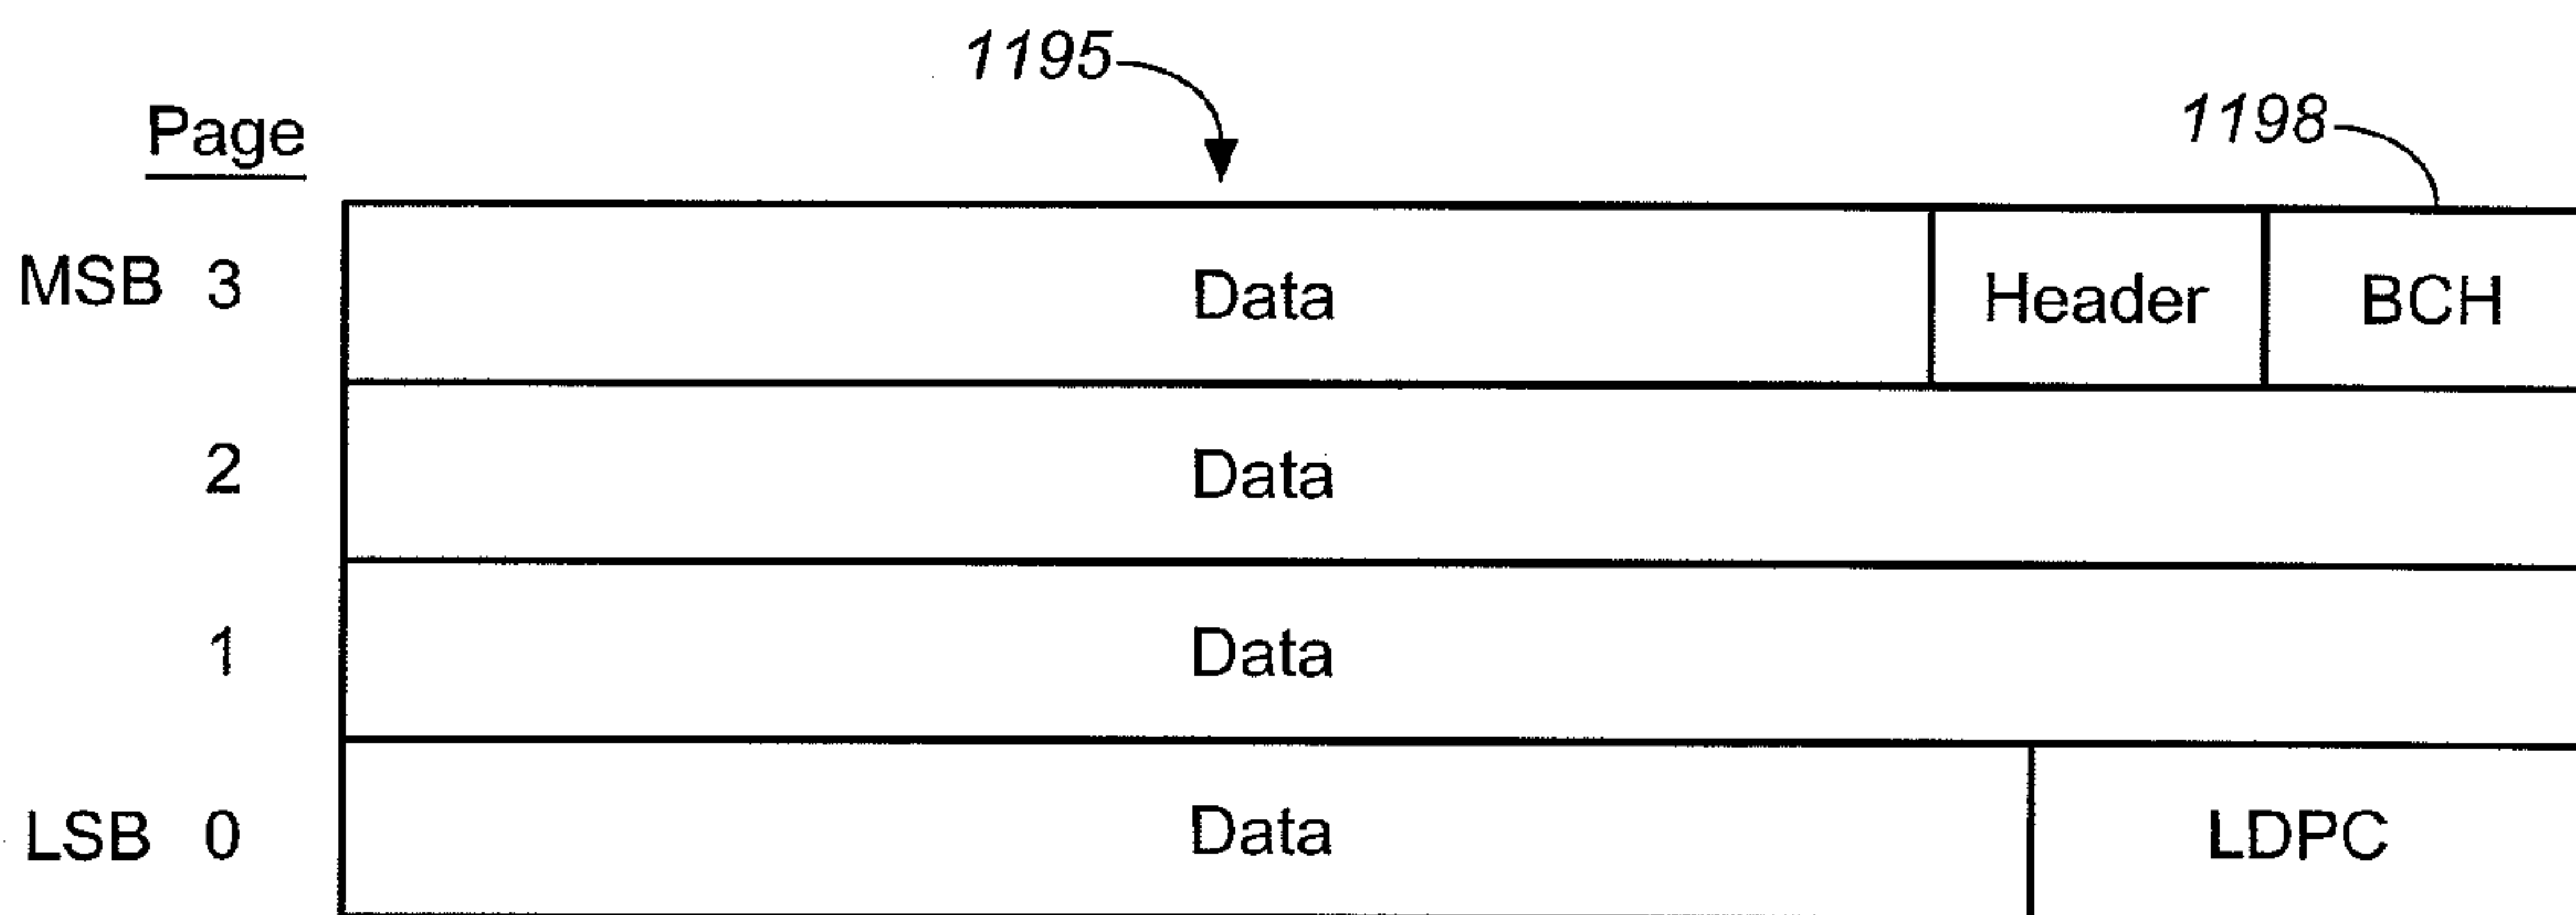 1195
1198
Page
MSB 3 Data Header BCH
2 Data
1 Data
LSB 0 Data LDPC